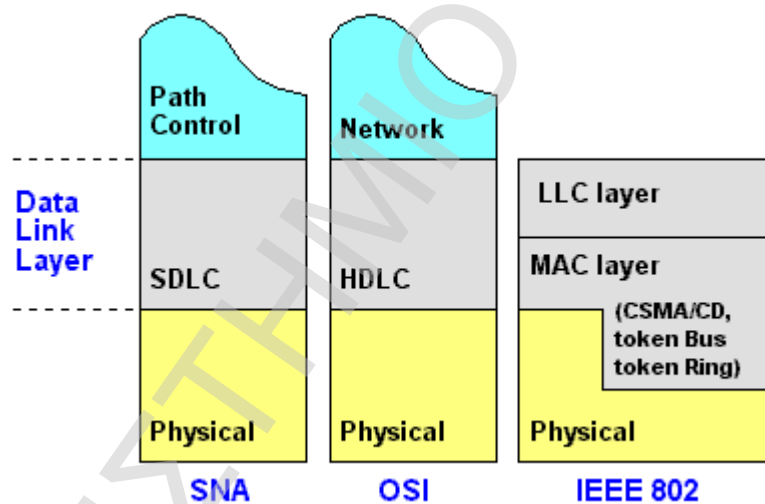 Path
Control
Network
Data
Link
Layer
LLC layer
SDLC
HDLC
MAC layer
(CSMA/CD,
token Bus
token Ring)
Physical
Physical
Physical
SNA
OSI
IEEE 802
ΣΤΗΜΙΟ